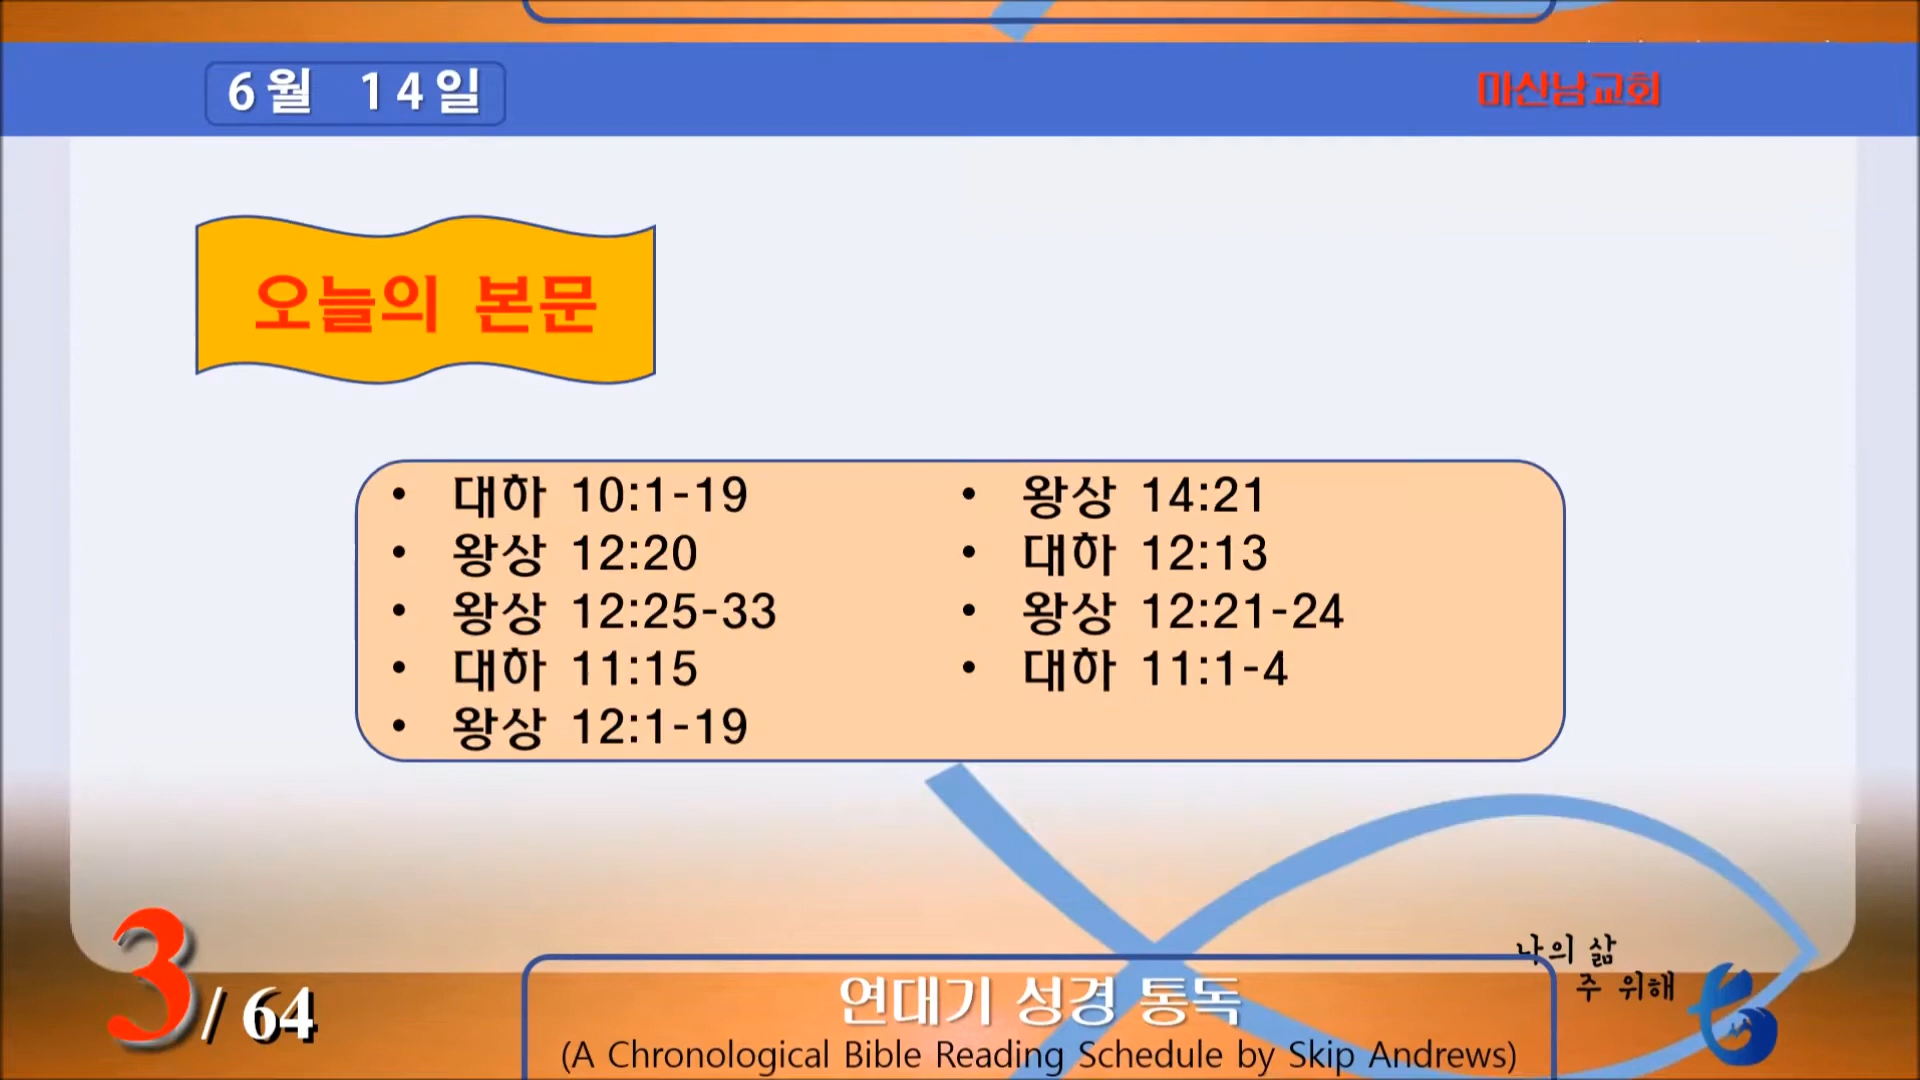 6월 14일
마산남교회
오늘의 본문
• 대하 10:1-19
• 왕상 12:20
• 왕상 12:25-33
• 대하 11:15
• 왕상 12:1-19
• 왕상 14:21
• 대하 12:13
• 왕상 12:21-24
• 대하 11:1-4
3/ 64
나의 삶
주 위해
연대기 성경 통독
(A Chronological Bible Reading Schedule by Skip Andrews)